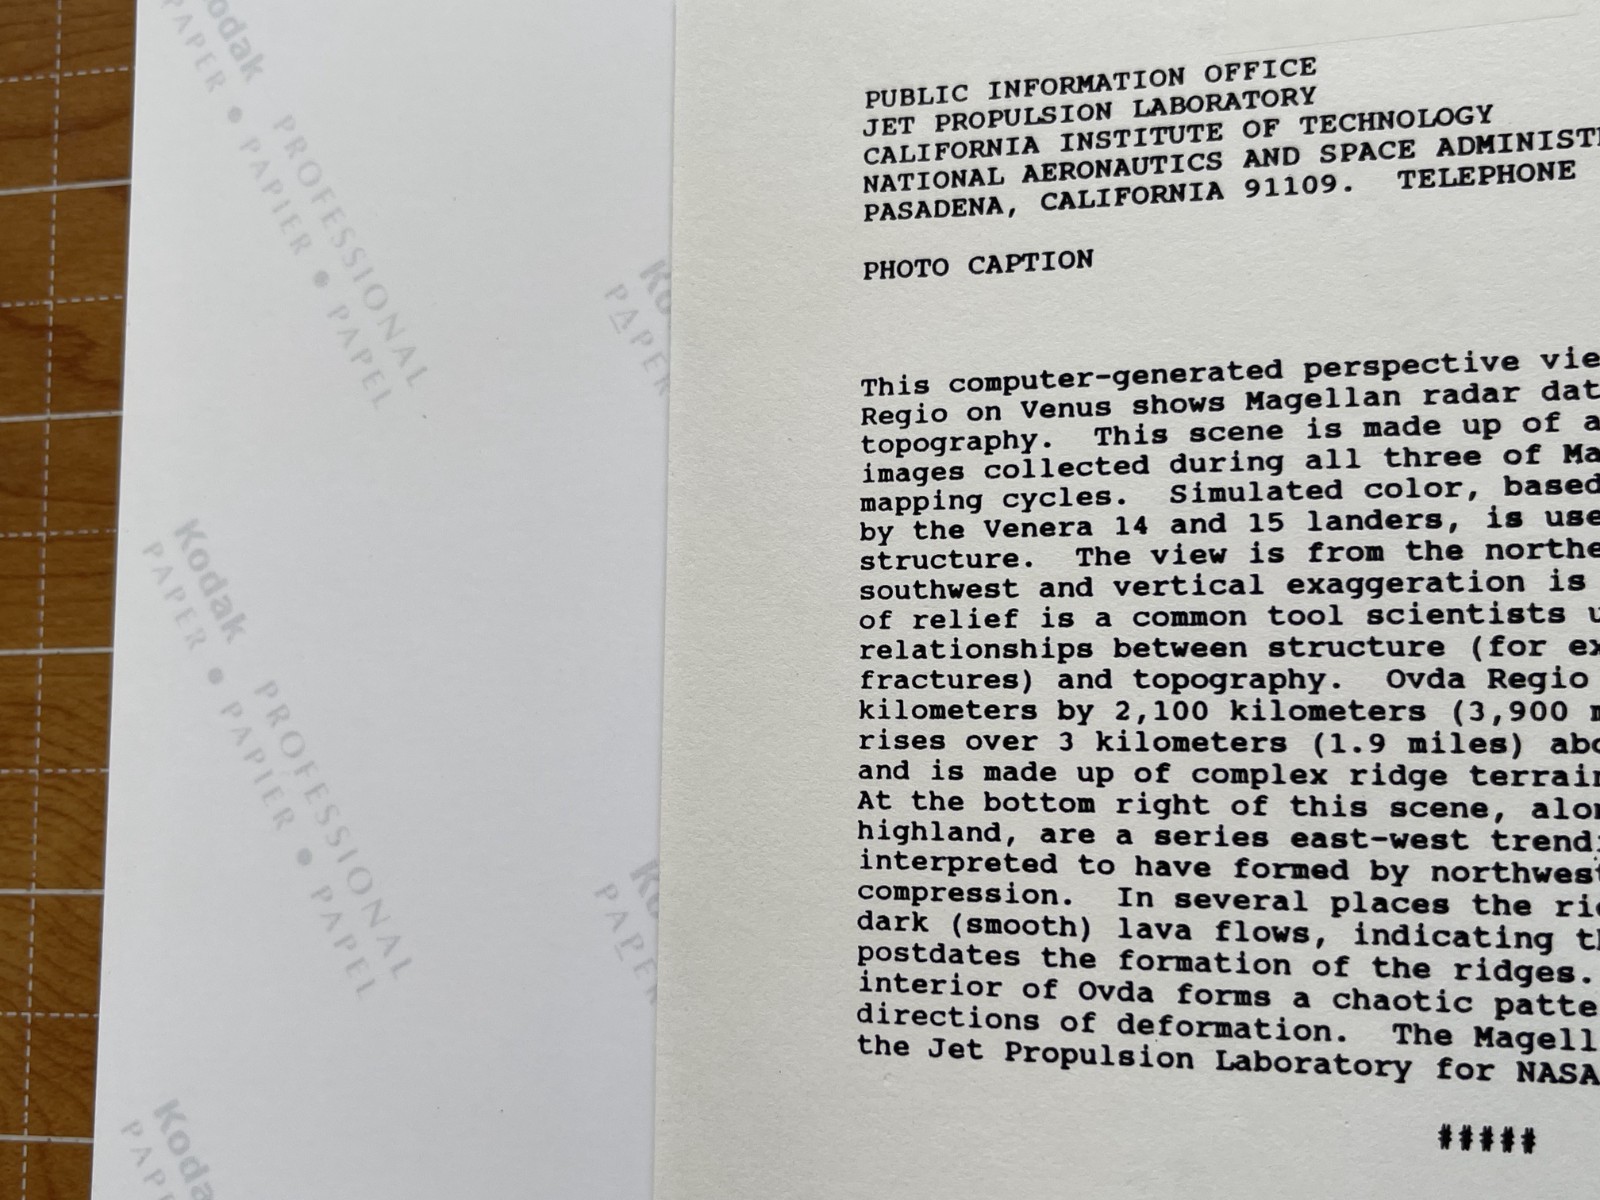 Kodak
PAPER • PROFESSIONAL
PAPIER • PAPEL
Kodak
PAPER • PROFESSIONAL
PAPIER • PAPEL
Kodak
PAPER
PAPER
PUBLIC INFORMATION OFFICE
JET PROPULSION LABORATORY
CALIFORNIA INSTITUTE OF TECHNOLOGY
NATIONAL AERONAUTICS AND SPACE
PASADENA, CALIFORNIA 91109. TELEPHONE
PHOTO CAPTION
This computer-generated perspective
Regio on Venus shows Magellan radar
topography. This scene is made up of a
images collected during all three of
mapping cycles. Simulated color, based
by the Venera 14 and 15 landers, is
structure. The view is from the
southwest and vertical exaggeration is
of relief is a common tool scientists
relationships between structure (for
fractures) and topography. Ovda Regio
kilometers by 2,100 kilometers (3,900
rises over 3 kilometers (1.9 miles)
and is made up of complex ridge
At the bottom right of this scene,
highland, are a series east-west
interpreted to have formed by
compression. In several places the
dark (smooth) lava flows, indicating
postdates the formation of the ridges.
interior of Ovda forms a chaotic
directions of deformation. The
the Jet Propulsion Laboratory for NASA
#####